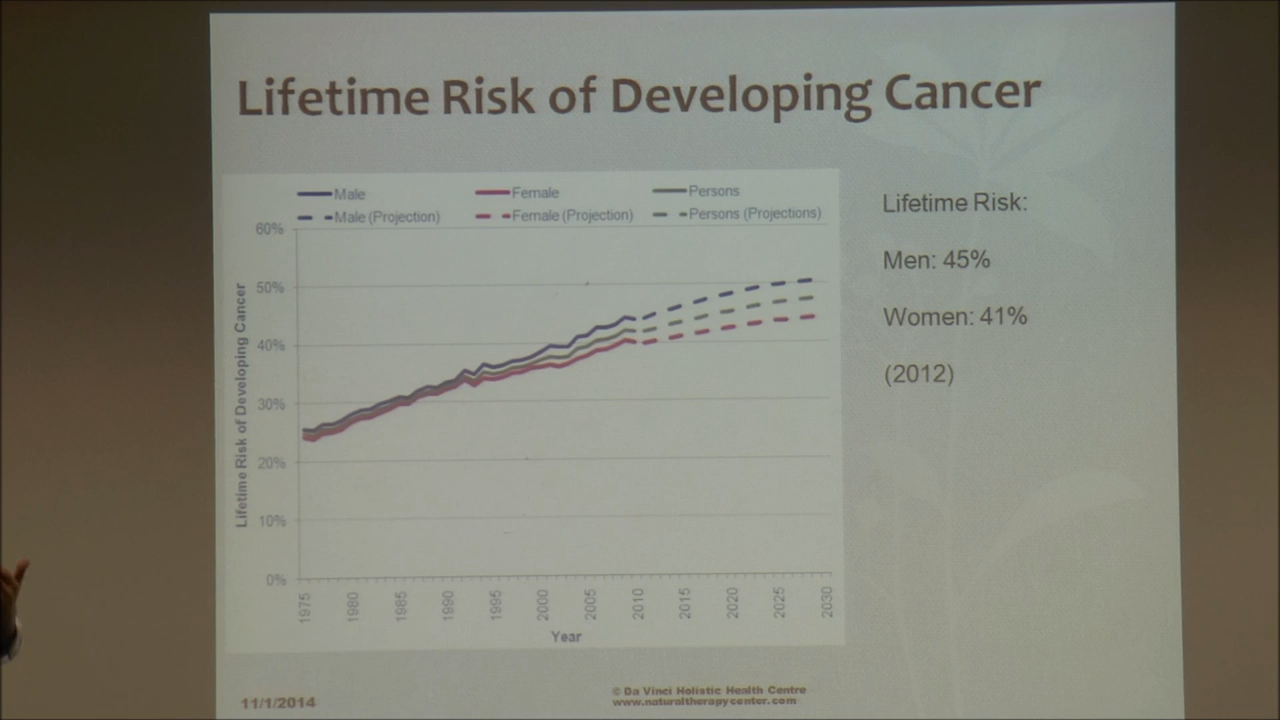 Lifetime Risk of Developing Cancer
Male Female Persons
Male (Projection) Female (Projection) Persons (Projections)
60%
50%
40%
30%
20%
10%
0%
Lifetime Risk of Developing Cancer
1975 1980 1985 1990 1995 2000 2005 2010 2015 2020 2025 2030
Year
Lifetime Risk:
Men: 45%
Women: 41%
(2012)
11/1/2014
© Da Vinci Holistic Health Centre
www.naturaltherapycenter.com